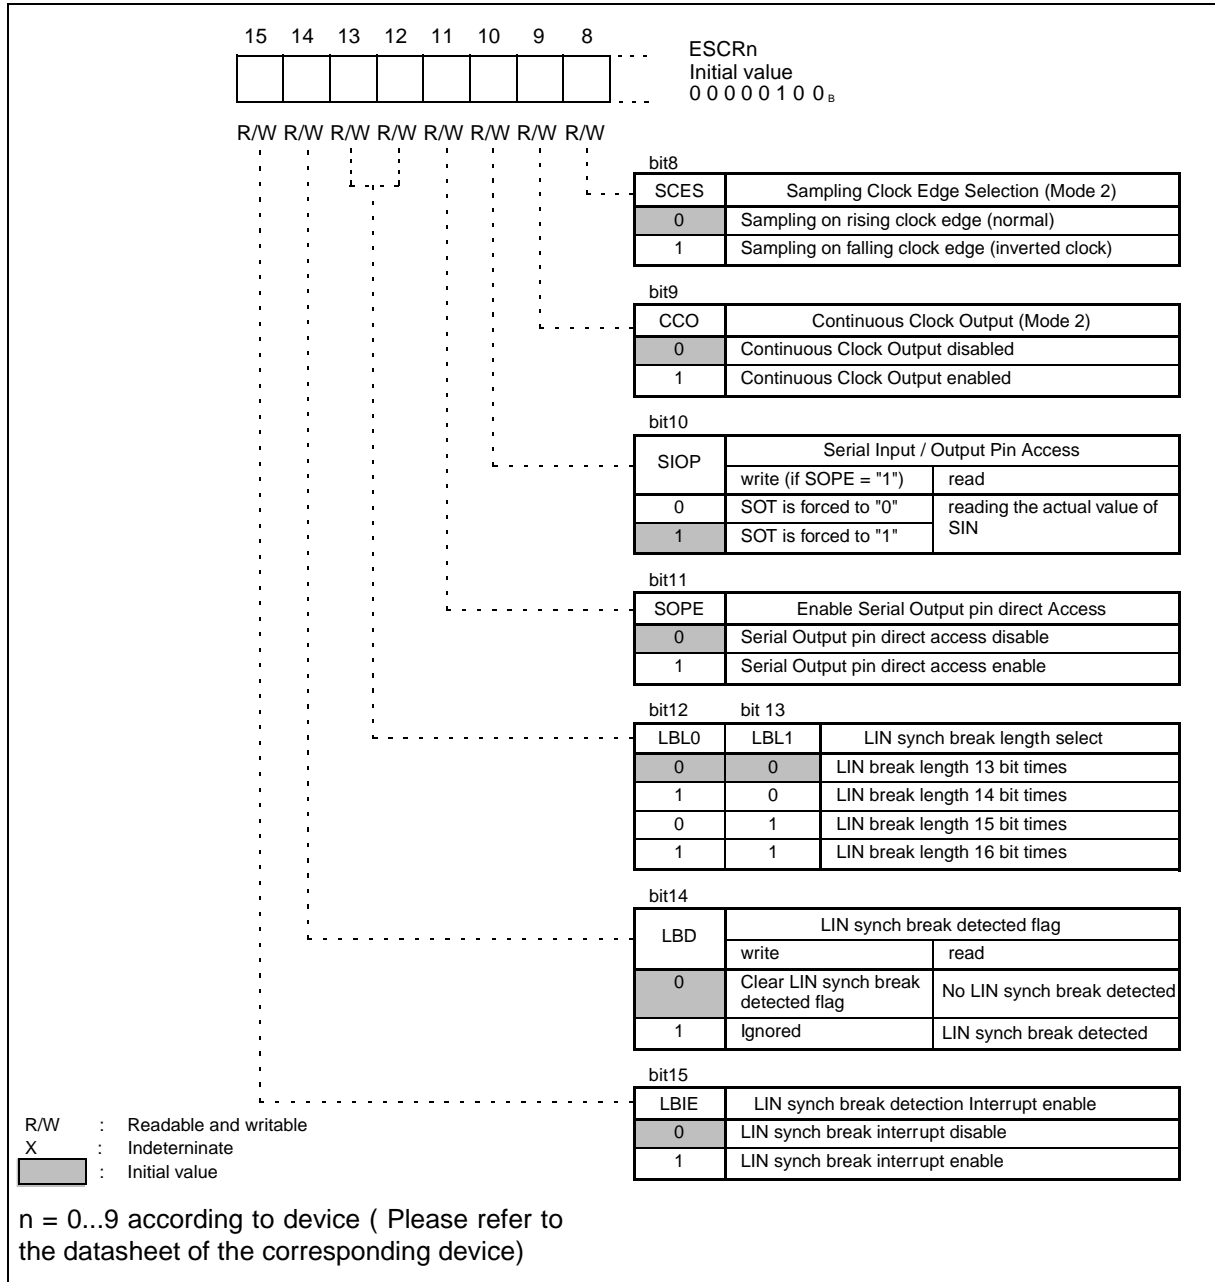 15 14 13 12 11 10 9 8
ESCRn
Initial value
0 0 0 0 0 1 0 0 B
R/W R/W R/W R/W R/W R/W R/W R/W
bit8
SCES Sampling Clock Edge Selection (Mode 2)
0 Sampling on rising clock edge (normal)
1 Sampling on falling clock edge (inverted clock)
bit9
CCO Continuous Clock Output (Mode 2)
0 Continuous Clock Output disabled
1 Continuous Clock Output enabled
bit10
SIOP Serial Input / Output Pin Access
write (if SOPE = "1") read
0 SOT is forced to "0" reading the actual value of
SIN
1 SOT is forced to "1"
bit11
SOPE Enable Serial Output pin direct Access
0 Serial Output pin direct access disable
1 Serial Output pin direct access enable
bit12 bit 13
LBL0 LBL1 LIN synch break length select
0 0 LIN break length 13 bit times
1 0 LIN break length 14 bit times
0 1 LIN break length 15 bit times
1 1 LIN break length 16 bit times
bit14
LBD LIN synch break detected flag
write read
0 Clear LIN synch break
detected flag No LIN synch break detected
1 Ignored LIN synch break detected
bit15
LBIE LIN synch break detection Interrupt enable
0 LIN synch break interrupt disable
1 LIN synch break interrupt enable
R/W : Readable and writable
X : Indeterninate
: Initial value
n = 0...9 according to device ( Please refer to
the datasheet of the corresponding device)